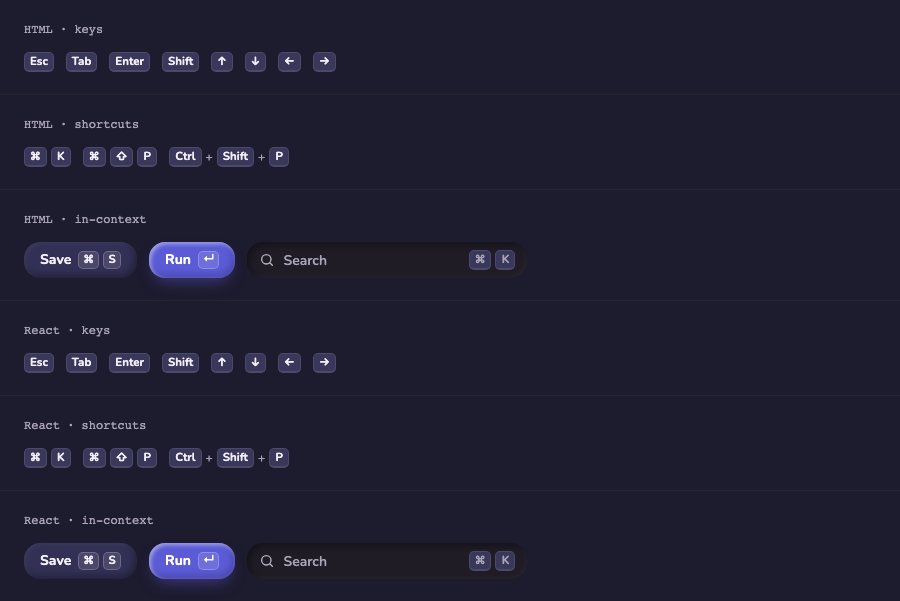 HTML · keys
Esc Tab Enter Shift ↑ ↓ ← →
HTML · shortcuts
⌘ K ⌘ ⇧ P Ctrl + Shift + P
HTML · in-context
Save ⌘ S Run ↵ Search ⌘ K
React · keys
Esc Tab Enter Shift ↑ ↓ ← →
React · shortcuts
⌘ K ⌘ ⇧ P Ctrl + Shift + P
React · in-context
Save ⌘ S Run ↵ Search ⌘ K